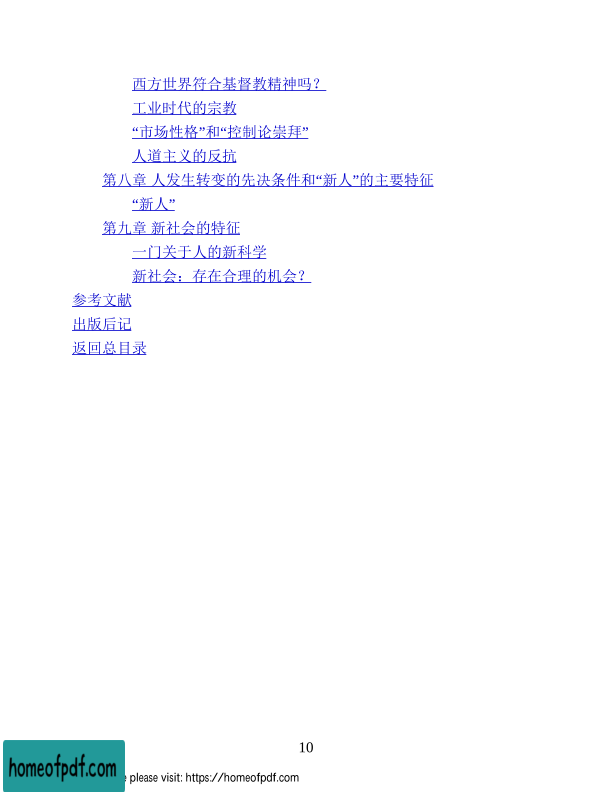 西方世界符合基督教精神吗？
工业时代的宗教
“市场性格”和“控制论崇拜”
人道主义的反抗
第八章 人发生转变的先决条件和“新人”的主要特征
“新人”
第九章 新社会的特征
一门关于人的新科学
新社会：存在合理的机会？
参考文献
出版后记
返回总目录
10
homeofpdf.com
please visit: https://homeofpdf.com